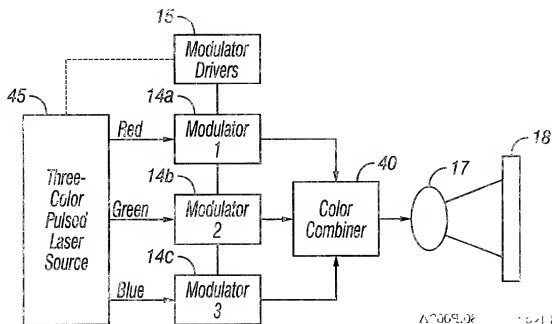 15
Modulator
Drivers
45
14a
Red
Modulator
1
18
40
17
14b
Three-
Color
Pulsed
Laser
Source
Green
Modulator
2
Color
Combiner
14c
Blue
Modulator
3